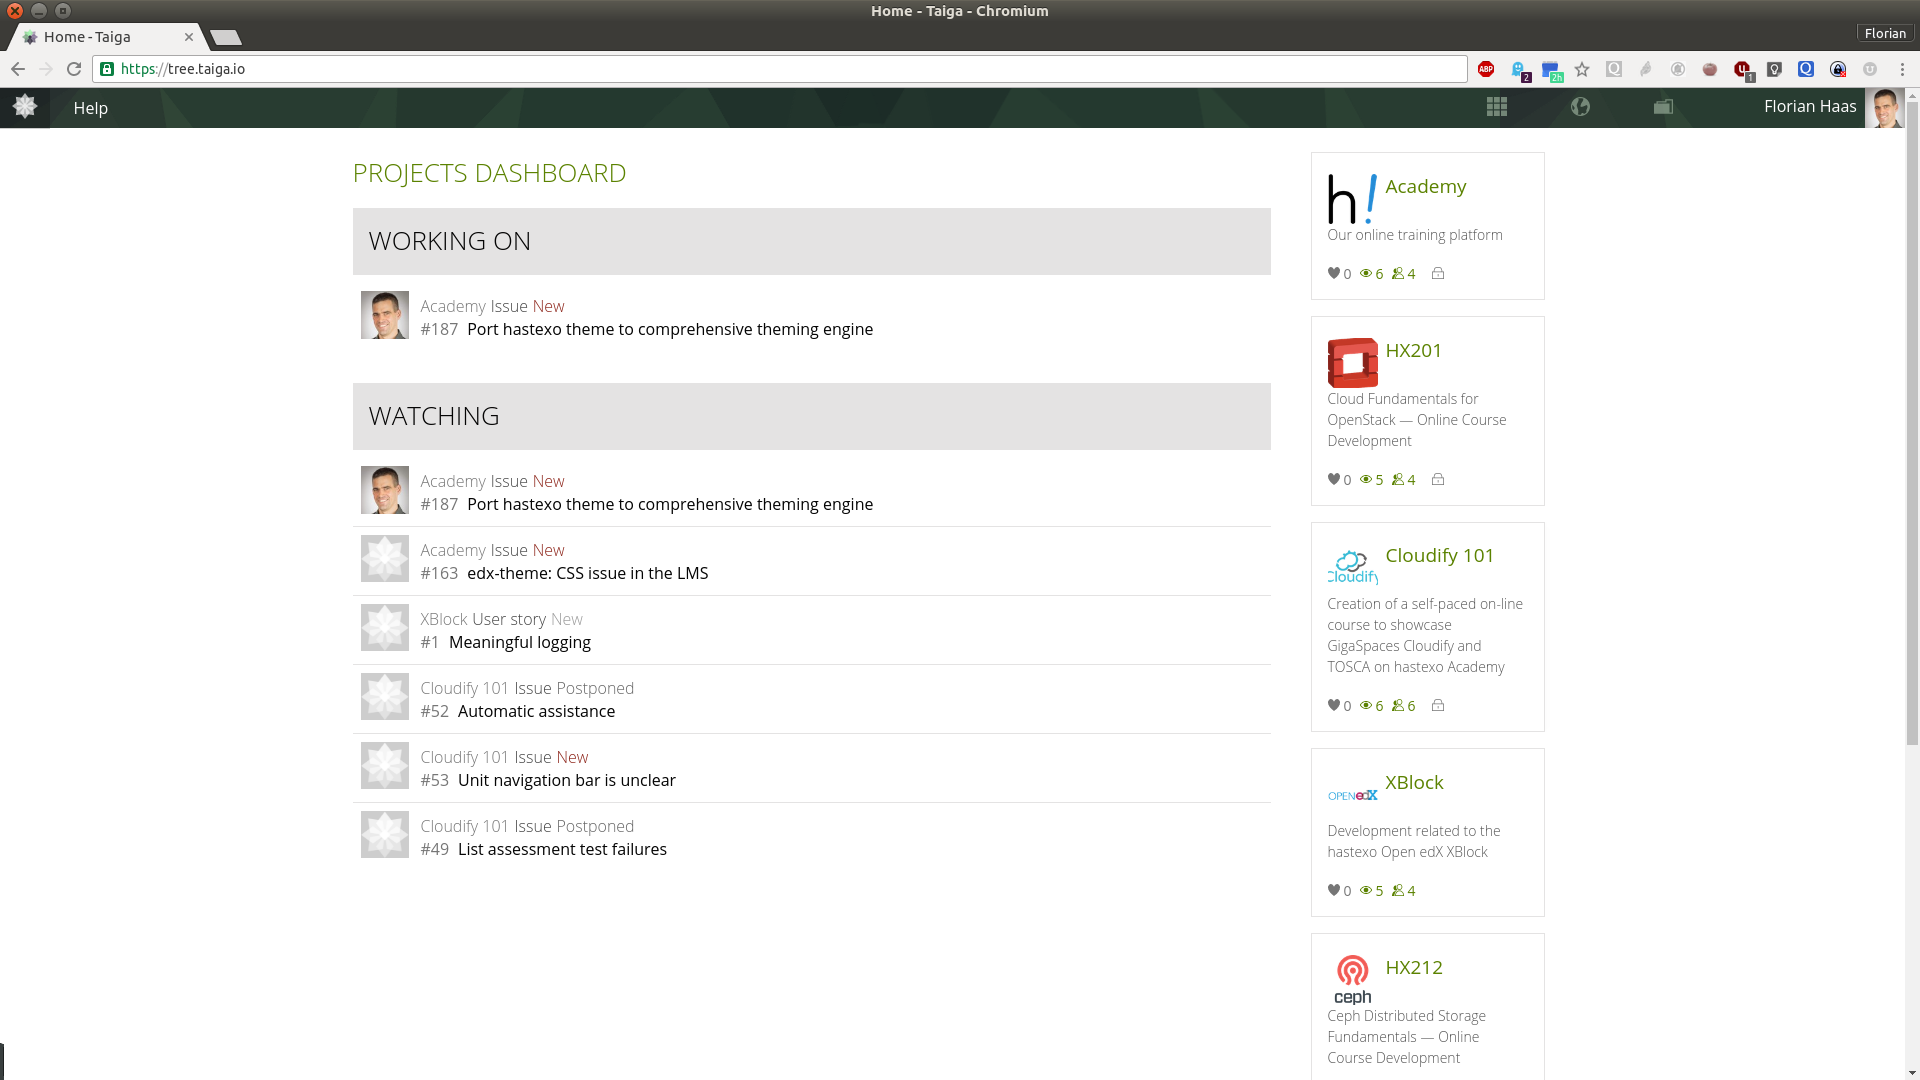 Home - Taiga - Chromium
Home - Taiga
Florian
https://tree.taiga.io
ABP
2
2h
1
Help
Florian Haas
PROJECTS DASHBOARD
WORKING ON
Academy Issue New
#187 Port hastexo theme to comprehensive theming engine
WATCHING
Academy Issue New
#187 Port hastexo theme to comprehensive theming engine
Academy Issue New
#163 edx-theme: CSS issue in the LMS
XBlock User story New
#1 Meaningful logging
Cloudify 101 Issue Postponed
#52 Automatic assistance
Cloudify 101 Issue New
#53 Unit navigation bar is unclear
Cloudify 101 Issue Postponed
#49 List assessment test failures
h!
Academy
Our online training platform
0 6 4
HX201
Cloud Fundamentals for
OpenStack — Online Course
Development
0 5 4
Cloudify
Cloudify 101
Creation of a self-paced on-line
course to showcase
GigaSpaces Cloudify and
TOSCA on hastexo Academy
0 6 6
OPENedX
XBlock
Development related to the
hastexo Open edX XBlock
0 5 4
ceph
HX212
Ceph Distributed Storage
Fundamentals — Online
Course Development